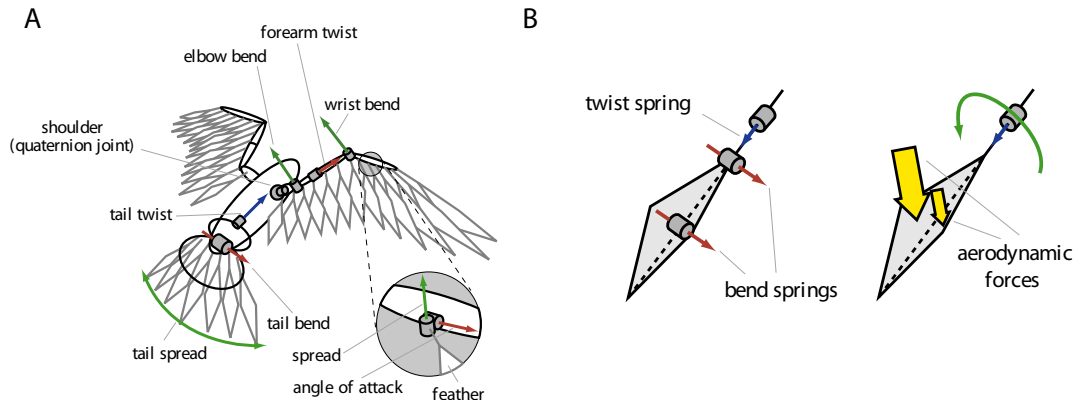 A
forearm twist
elbow bend
wrist bend
shoulder
(quaternion joint)
tail twist
tail bend
tail spread
spread
angle of attack
feather
B
twist spring
bend springs
aerodynamic
forces